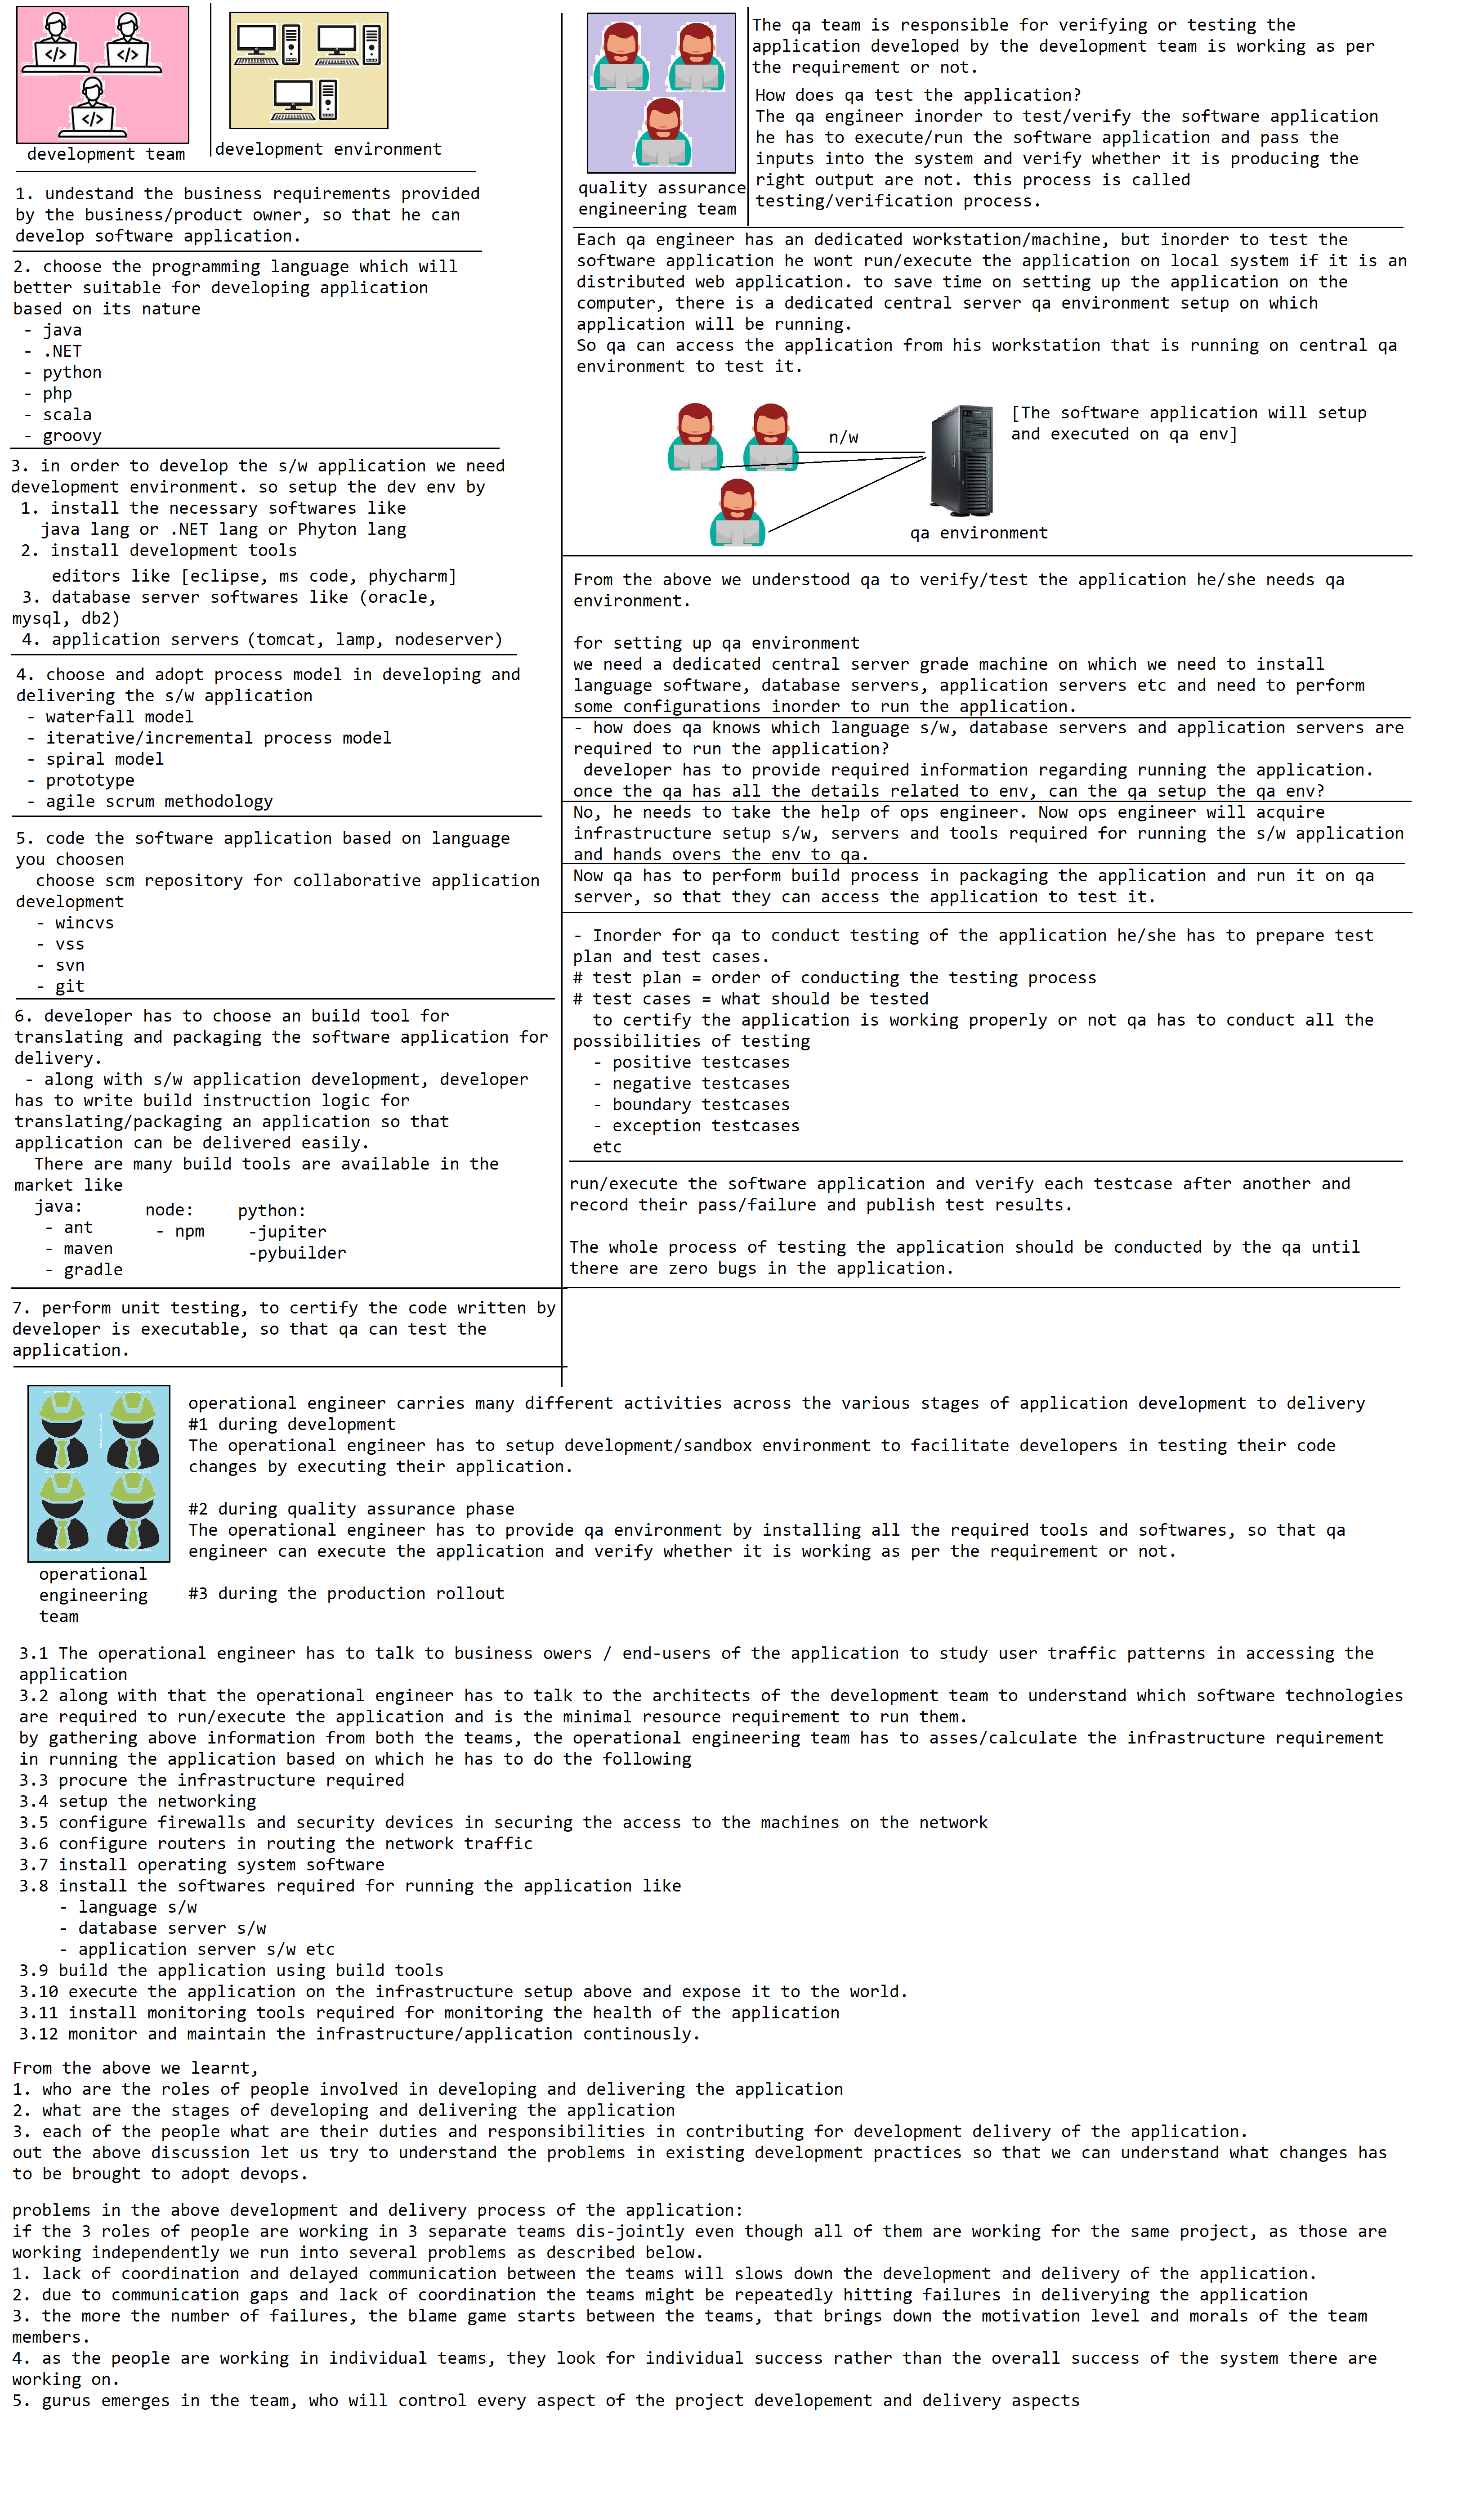 development team
development environment
1. undestand the business requirements provided
by the business/product owner, so that he can
develop software application.
2. choose the programming language which will
better suitable for developing application
based on its nature
- java
- .NET
- python
- php
- scala
- groovy
3. in order to develop the s/w application we need
development environment. so setup the dev env by
1. install the necessary softwares like
java lang or .NET lang or Phyton lang
2. install development tools
editors like [eclipse, ms code, phycharm]
3. database server softwares like (oracle,
mysql, db2)
4. application servers (tomcat, lamp, nodeserver)
4. choose and adopt process model in developing and
delivering the s/w application
- waterfall model
- iterative/incremental process model
- spiral model
- prototype
- agile scrum methodology
5. code the software application based on language
you choosen
choose scm repository for collaborative application
development
- wincvs
- vss
- svn
- git
6. developer has to choose an build tool for
translating and packaging the software application for
delivery.
- along with s/w application development, developer
has to write build instruction logic for
translating/packaging an application so that
application can be delivered easily.
There are many build tools are available in the
market like
java:
- ant
- maven
- gradle
node:
- npm
python:
-jupiter
-pybuilder
7. perform unit testing, to certify the code written by
developer is executable, so that qa can test the
application.
quality assurance
engineering team
The qa team is responsible for verifying or testing the
application developed by the development team is working as per
the requirement or not.
How does qa test the application?
The qa engineer inorder to test/verify the software application
he has to execute/run the software application and pass the
inputs into the system and verify whether it is producing the
right output are not. this process is called
testing/verification process.
Each qa engineer has an dedicated workstation/machine, but inorder to test the
software application he wont run/execute the application on local system if it is an
distributed web application. to save time on setting up the application on the
computer, there is a dedicated central server qa environment setup on which
application will be running.
So qa can access the application from his workstation that is running on central qa
environment to test it.
n/w
[The software application will setup
and executed on qa env]
qa environment
From the above we understood qa to verify/test the application he/she needs qa
environment.
for setting up qa environment
we need a dedicated central server grade machine on which we need to install
language software, database servers, application servers etc and need to perform
some configurations inorder to run the application.
- how does qa knows which language s/w, database servers and application servers are
required to run the application?
developer has to provide required information regarding running the application.
once the qa has all the details related to env, can the qa setup the qa env?
No, he needs to take the help of ops engineer. Now ops engineer will acquire
infrastructure setup s/w, servers and tools required for running the s/w application
and hands overs the env to qa.
Now qa has to perform build process in packaging the application and run it on qa
server, so that they can access the application to test it.
- Inorder for qa to conduct testing of the application he/she has to prepare test
plan and test cases.
# test plan = order of conducting the testing process
# test cases = what should be tested
to certify the application is working properly or not qa has to conduct all the
possibilities of testing
- positive testcases
- negative testcases
- boundary testcases
- exception testcases
etc
run/execute the software application and verify each testcase after another and
record their pass/failure and publish test results.
The whole process of testing the application should be conducted by the qa until
there are zero bugs in the application.
operational
engineering
team
operational engineer carries many different activities across the various stages of application development to delivery
#1 during development
The operational engineer has to setup development/sandbox environment to facilitate developers in testing their code
changes by executing their application.
#2 during quality assurance phase
The operational engineer has to provide qa environment by installing all the required tools and softwares, so that qa
engineer can execute the application and verify whether it is working as per the requirement or not.
#3 during the production rollout
3.1 The operational engineer has to talk to business owers / end-users of the application to study user traffic patterns in accessing the
application
3.2 along with that the operational engineer has to talk to the architects of the development team to understand which software technologies
are required to run/execute the application and is the minimal resource requirement to run them.
by gathering above information from both the teams, the operational engineering team has to asses/calculate the infrastructure requirement
in running the application based on which he has to do the following
3.3 procure the infrastructure required
3.4 setup the networking
3.5 configure firewalls and security devices in securing the access to the machines on the network
3.6 configure routers in routing the network traffic
3.7 install operating system software
3.8 install the softwares required for running the application like
- language s/w
- database server s/w
- application server s/w etc
3.9 build the application using build tools
3.10 execute the application on the infrastructure setup above and expose it to the world.
3.11 install monitoring tools required for monitoring the health of the application
3.12 monitor and maintain the infrastructure/application continously.
From the above we learnt,
1. who are the roles of people involved in developing and delivering the application
2. what are the stages of developing and delivering the application
3. each of the people what are their duties and responsibilities in contributing for development delivery of the application.
out the above discussion let us try to understand the problems in existing development practices so that we can understand what changes has
to be brought to adopt devops.
problems in the above development and delivery process of the application:
if the 3 roles of people are working in 3 separate teams dis-jointly even though all of them are working for the same project, as those are
working independently we run into several problems as described below.
1. lack of coordination and delayed communication between the teams will slows down the development and delivery of the application.
2. due to communication gaps and lack of coordination the teams might be repeatedly hitting failures in deliverying the application
3. the more the number of failures, the blame game starts between the teams, that brings down the motivation level and morals of the team
members.
4. as the people are working in individual teams, they look for individual success rather than the overall success of the system there are
working on.
5. gurus emerges in the team, who will control every aspect of the project developement and delivery aspects